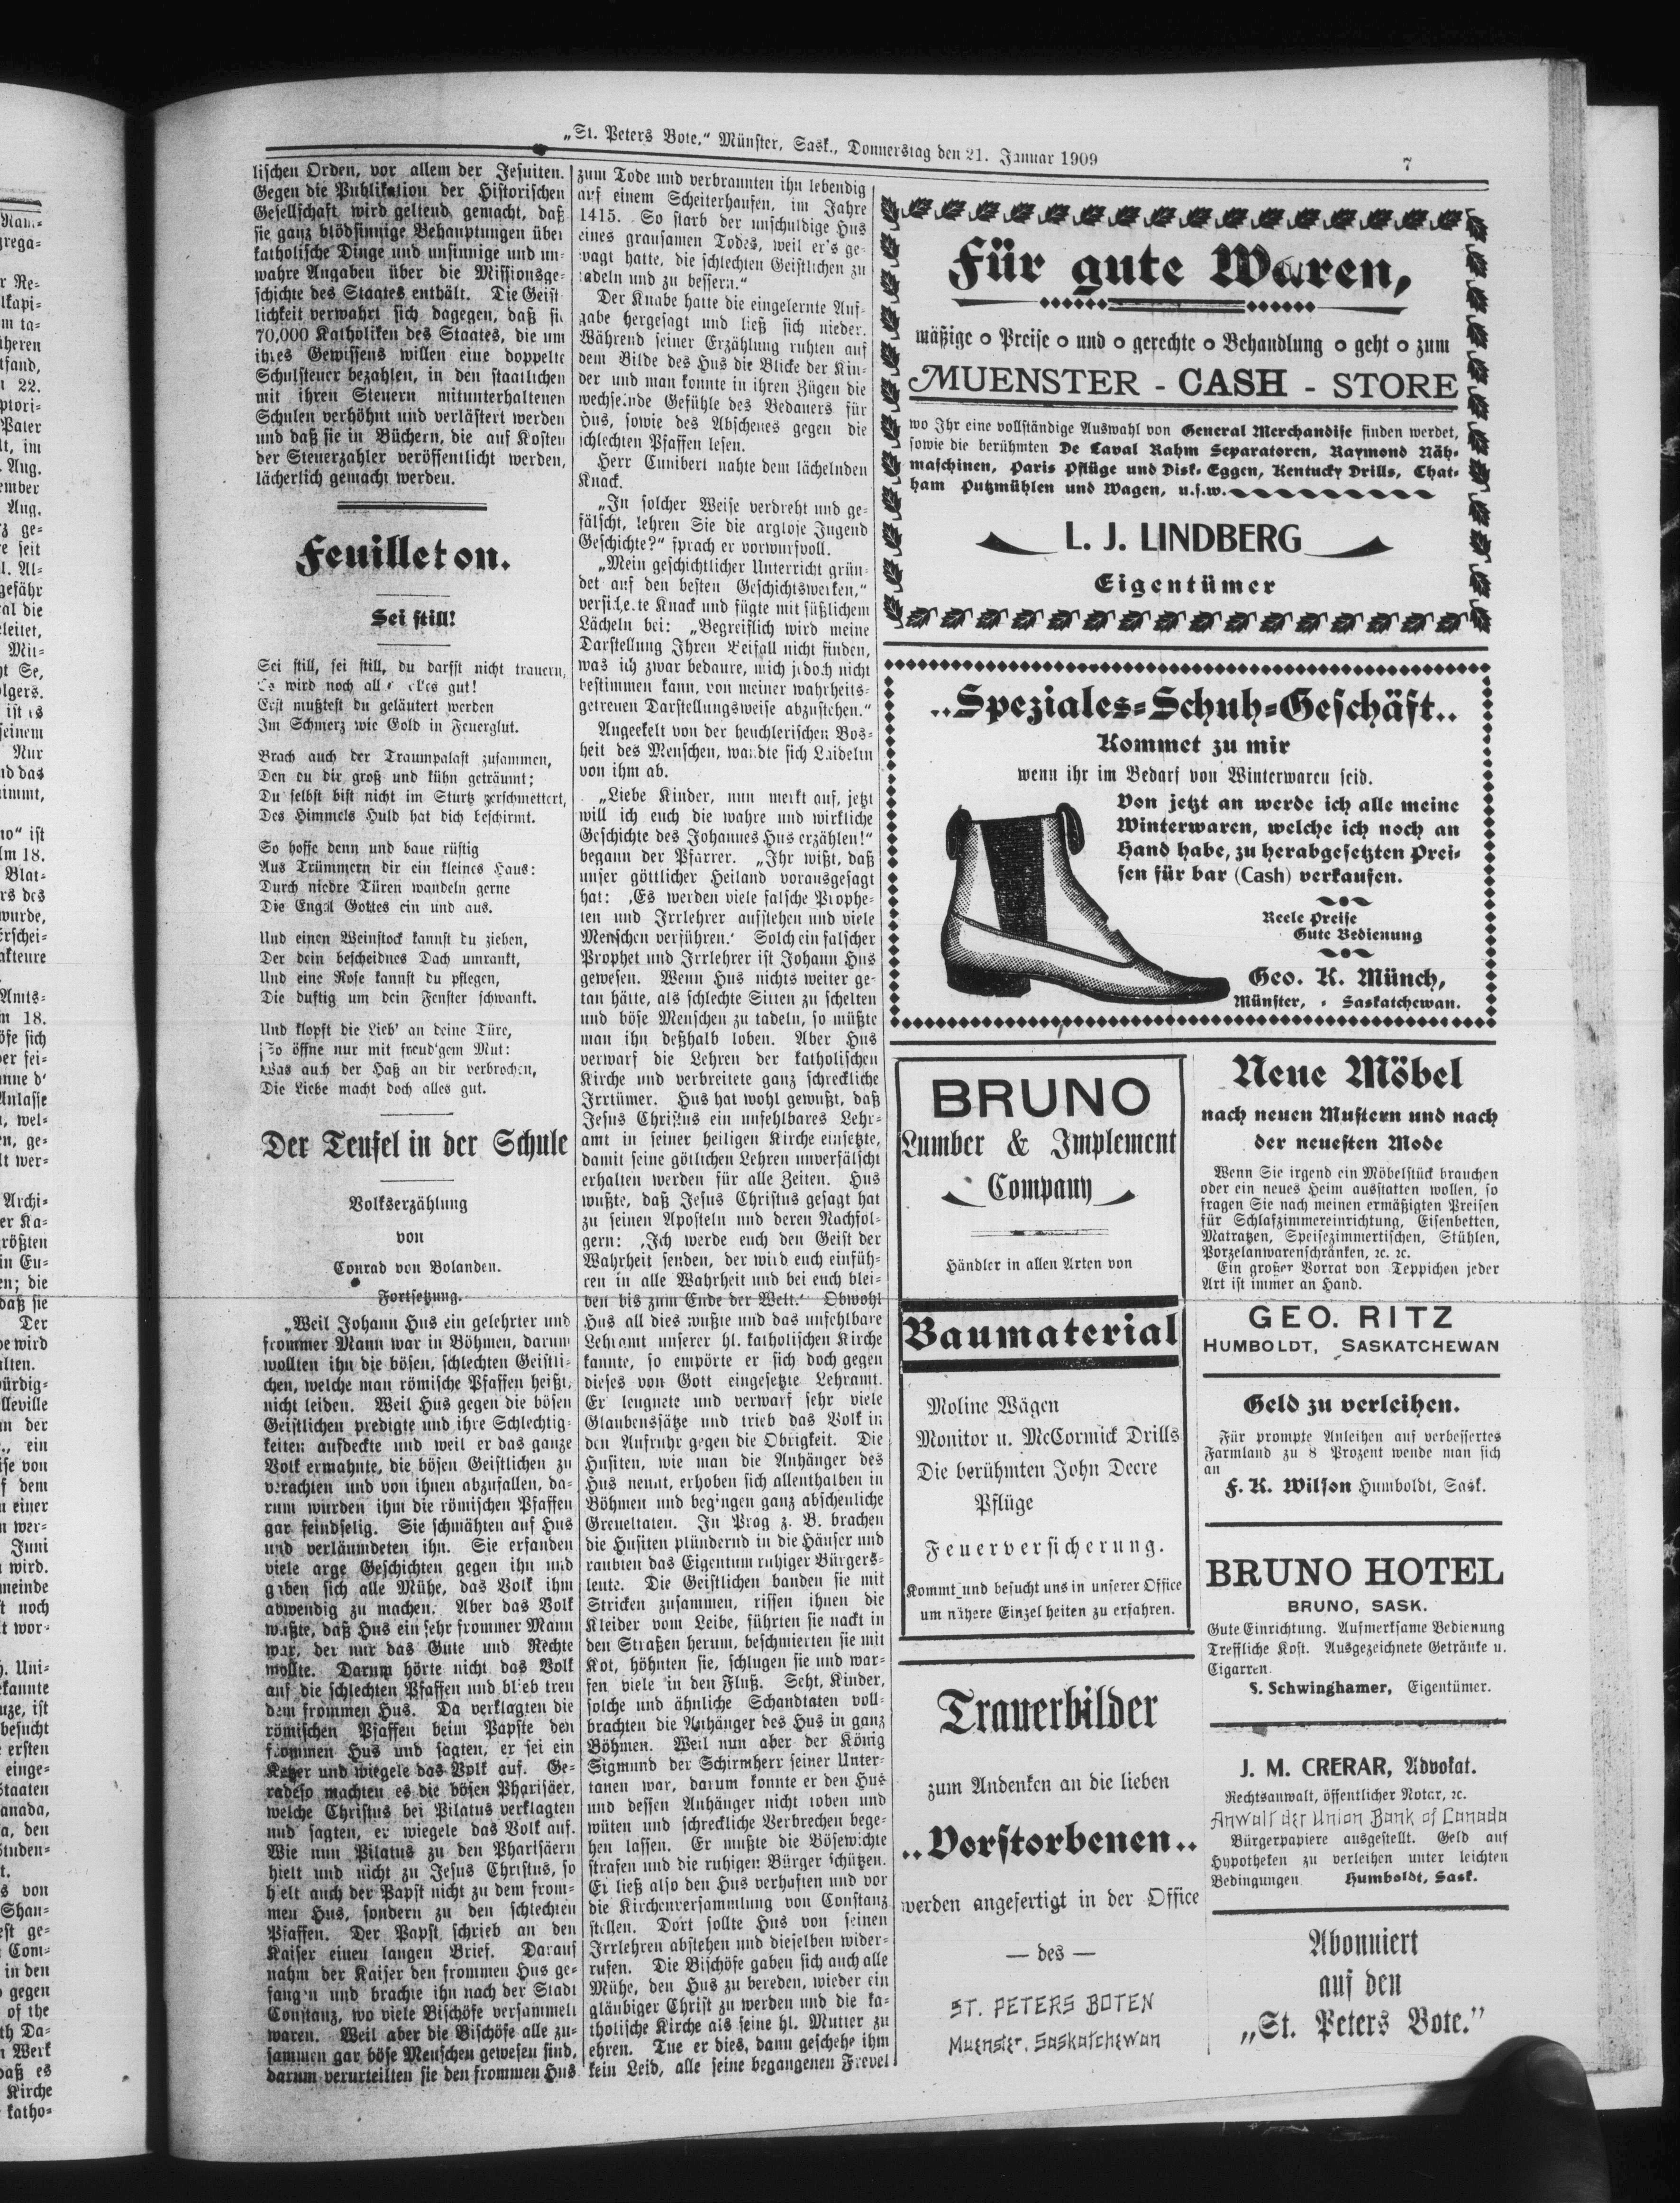 „St. Peters Bote,“ Münster, Sask., Donnerstag den 21. Januar 1909
7
lischen Orden, vor allem der Jesuiten.
Gegen die Publikation der Historischen
Gesellschaft wird geltend gemacht, daß
sie ganz blödsinnige Behauptungen über
katholische Dinge und unsinnige und un-
wahre Angaben über die Missionsge-
schichte des Staates enthält. Die Geist
lichkeit verwahrt sich dagegen, daß si
70,000 Katholiken des Staates, die um
ihres Gewissens willen eine doppelte
Schulsteuer bezahlen, in den staatlichen
mit ihren Steuern mitunterhaltenen
Schulen verhöhnt und verlästert werden
und daß sie in Büchern, die auf Kosten
der Steuerzahler veröffentlicht werden,
lächerlich gemacht werden.
Feuilleton.
Sei still!
Sei still, sei still, du darfst nicht trauern,
Es wird noch alles alles gut!
Erst mußtest du geläutert werden
Im Schmerz wie Gold in Feuerglut.
Brach auch der Traumpalast zusammen,
Den du dir groß und kühn geträumt;
Du selbst bist nicht im Sturtz zerschmettert,
Des Himmels Huld hat dich beschirmt.
So hoffe denn und baue rüstig
Aus Trümmern dir ein kleines Haus:
Durch niedre Türen wandeln gerne
Die Engel Gottes ein und aus.
Und einen Weinstock kannst du ziehen,
Der dein bescheidnes Dach umrankt,
Und eine Rose kannst du pflegen,
Die duftig um dein Fenster schwankt.
Und klopft die Lieb' an deine Türe,
So öffne nur mit freud'gem Mut:
Was auch der Haß an dir verbrochen,
Die Liebe macht doch alles gut.
Der Teufel in der Schule
Volkserzählung
von
Conrad von Bolanden.
Fortsetzung.
„Weil Johann Hus ein gelehrter und
frommer Mann war in Böhmen, darum
wollten ihn die bösen, schlechten Geistli-
chen, welche man römische Pfaffen heißt,
nicht leiden. Weil Hus gegen die bösen
Geistlichen predigte und ihre Schlechtig-
keiten aufdeckte und weil er das ganze
Volk ermahnte, die bösen Geistlichen zu
verachten und von ihnen abzufallen, da-
rum wurden ihm die römischen Pfaffen
gar feindselig. Sie schmähten auf Hus
und verläumdeten ihn. Sie erfanden
viele arge Geschichten gegen ihn und
gaben sich alle Mühe, das Volk ihm
abwendig zu machen. Aber das Volk
wußte, daß Hus ein sehr frommer Mann
war, der nur das Gute und Rechte
wollte. Darum hörte nicht das Volk
auf die schlechten Pfaffen und blieb treu
dem frommen Hus. Da verklagten die
römischen Pfaffen beim Papste den
frommen Hus und sagten, er sei ein
Ketzer und wiegele das Volk auf. Ge-
radeso machten es die bösen Pharisäer,
welche Christus bei Pilatus verklagten
und sagten, er wiegele das Volk auf.
Wie nun Pilatus zu den Pharisäern
hielt und nicht zu Jesus Christus, so
hielt auch der Papst nicht zu dem from-
men Hus, sondern zu den schlechten
Pfaffen. Der Papst schrieb an den
Kaiser einen langen Brief. Darauf
nahm der Kaiser den frommen Hus ge-
fangen und brachte ihn nach der Stadt
Constanz, wo viele Bischöfe versammelt
waren. Weil aber die Bischöfe alle zu-
sammen gar böse Menschen gewesen sind,
darum verurteilten sie den frommen Hus
zum Tode und verbrannten ihn lebendig
auf einem Scheiterhaufen, im Jahre
1415. So starb der unschuldige Hus
eines grausamen Todes, weil er's ge-
wagt hatte, die schlechten Geistlichen zu
tadeln und zu bessern.“
Der Knabe hatte die eingelernte Auf-
gabe hergesagt und ließ sich nieder.
Während seiner Erzählung ruhten auf
dem Bilde des Hus die Blicke der Kin-
der und man konnte in ihren Zügen die
wechselnde Gefühle des Bedauers für
Hus, sowie des Abscheues gegen die
schlechten Pfaffen lesen.
Herr Cunibert nahte dem lächelnden
Knack.
„In solcher Weise verdreht und ge-
fälscht, lehren Sie die arglose Jugend
Geschichte?“ sprach er vorwurfvoll.
„Mein geschichtlicher Unterricht grün-
det auf den besten Geschichtswerken,“
versicherte Knack und fügte mit süßlichem
Lächeln bei: „Begreiflich wird meine
Darstellung Ihren Beifall nicht finden,
was ich zwar bedaure, mich jedoch nicht
bestimmen kann, von meiner wahrheits-
getreuen Darstellungsweise abzustehen.“
Angeekelt von der heuchlerischen Bos-
heit des Menschen, wandte sich Laideln
von ihm ab.
„Liebe Kinder, nun merkt auf, jetzt
will ich euch die wahre und wirkliche
Geschichte des Johannes Hus erzählen!“
begann der Pfarrer. „Ihr wißt, daß
unser göttlicher Heiland vorausgesagt
hat: ‚Es werden viele falsche Prophe-
ten und Irrlehrer aufstehen und viele
Menschen verführen.‘ Solch ein falscher
Prophet und Irrlehrer ist Johann Hus
gewesen. Wenn Hus nichts weiter ge-
tan hätte, als schlechte Sitten zu schelten
und böse Menschen zu tadeln, so müßte
man ihn deßhalb loben. Aber Hus
verwarf die Lehren der katholischen
Kirche und verbreitete ganz schreckliche
Irrtümer. Hus hat wohl gewußt, daß
Jesus Christus ein unfehlbares Lehr-
amt in seiner heiligen Kirche einsetzte,
damit seine götlichen Lehren unverfälscht
erhalten werden für alle Zeiten. Hus
wußte, daß Jesus Christus gesagt hat
zu seinen Aposteln und deren Nachfol-
gern: ‚Ich werde euch den Geist der
Wahrheit senden, der wird euch einfüh-
ren in alle Wahrheit und bei euch blei-
ben bis zum Ende der Welt.‘ Obwohl
Hus all dies wußte und das unfehlbare
Lehramt unserer hl. katholischen Kirche
kannte, so empörte er sich doch gegen
dieses von Gott eingesetzte Lehramt.
Er leugnete und verwarf sehr viele
Glaubenssätze und trieb das Volk in
den Aufruhr gegen die Obrigkeit. Die
Husiten, wie man die Anhänger des
Hus nennt, erhoben sich allenthalben in
Böhmen und begingen ganz abscheuliche
Greueltaten. In Prag z. B. brachen
die Husiten plündernd in die Häuser und
raubten das Eigentum ruhiger Bürgers-
leute. Die Geistlichen banden sie mit
Stricken zusammen, rissen ihnen die
Kleider vom Leibe, führten sie nackt in
den Straßen herum, beschmierten sie mit
Kot, höhnten sie, schlugen sie und war-
fen viele in den Fluß. Seht, Kinder,
solche und ähnliche Schandtaten voll-
brachten die Anhänger des Hus in ganz
Böhmen. Weil nun aber der König
Sigmund der Schirmherr seiner Unter-
tanen war, darum konnte er den Hus
und dessen Anhänger nicht toben und
wüten und schreckliche Verbrechen bege-
hen lassen. Er mußte die Bösewichte
strafen und die ruhigen Bürger schützen.
Er ließ also den Hus verhaften und vor
die Kirchenversammlung von Constanz
stellen. Dort sollte Hus von seinen
Irrlehren abstehen und dieselben wider-
rufen. Die Bischöfe gaben sich auch alle
Mühe, den Hus zu bereden, wieder ein
gläubiger Christ zu werden und die ka-
tholische Kirche als seine hl. Mutter zu
ehren. Tue er dies, dann geschehe ihm
kein Leid, alle seine begangenen Frevel
Für gute Waren,
mäßige o Preise o und o gerechte o Behandlung o geht o zum
MUENSTER - CASH - STORE
wo Ihr eine vollständige Auswahl von General Merchandise finden werdet,
sowie die berühmten De Laval Rahm Separatoren, Raymond Näh-
maschinen, Paris Pflüge und Disk-Eggen, Kentucky Drills, Chat-
ham Putzmühlen und Wagen, u.s.w.
L. J. LINDBERG
Eigentümer
..Speziales-Schuh-Geschäft..
Kommet zu mir
wenn ihr im Bedarf von Winterwaren seid.
Von jetzt an werde ich alle meine
Winterwaren, welche ich noch an
Hand habe, zu herabgesetzten Prei-
sen für bar (Cash) verkaufen.
Reele Preise
Gute Bedienung
Geo. K. Münch,
Münster, - Saskatchewan.
BRUNO
Lumber & Implement
Company
Händler in allen Arten von
Baumaterial
Moline Wägen
Monitor u. McCormick Drills
Die berühmten John Deere
Pflüge
Feuerversicherung.
Kommt und besucht uns in unserer Office
um nähere Einzelheiten zu erfahren.
Trauerbilder
zum Andenken an die lieben
..Verstorbenen..
werden angefertigt in der Office
— des —
ST. PETERS BOTEN
Muenster, Saskatchewan
Neue Möbel
nach neuen Mustern und nach
der neuesten Mode
Wenn Sie irgend ein Möbelstück brauchen
oder ein neues Heim ausstatten wollen, so
fragen Sie nach meinen ermäßigten Preisen
für Schlafzimmereinrichtung, Eisenbetten,
Matratzen, Speisezimmertischen, Stühlen,
Porzelanwarenschränken, ꝛc. ꝛc.
Ein großer Vorrat von Teppichen jeder
Art ist immer an Hand.
GEO. RITZ
HUMBOLDT, SASKATCHEWAN
Geld zu verleihen.
Für prompte Anleihen auf verbessertes
Farmland zu 8 Prozent wende man sich
an
F. K. Wilson Humboldt, Sask.
BRUNO HOTEL
BRUNO, SASK.
Gute Einrichtung. Aufmerksame Bedienung
Treffliche Kost. Ausgezeichnete Getränke u.
Cigarren.
S. Schwinghamer, Eigentümer.
J. M. CRERAR, Advokat.
Rechtsanwalt, öffentlicher Notar, ꝛc.
Anwalt der Union Bank of Canada
Bürgerpapiere ausgestellt. Geld auf
Hypotheken zu verleihen unter leichten
Bedingungen. Humboldt, Sask.
Abonniert
auf den
„St. Peters Bote.”